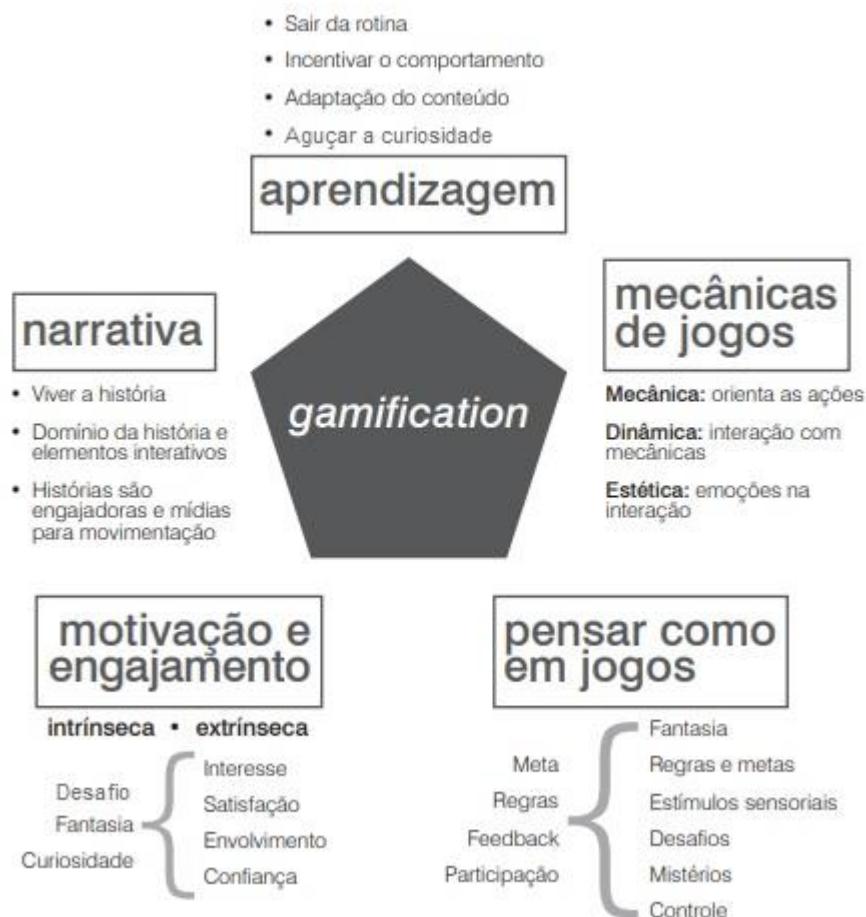 • Sair da rotina
• Incentivar o comportamento
• Adaptação do conteúdo
• Aguçar a curiosidade
aprendizagem
narrativa
• Viver a história
• Domínio da história e
elementos interativos
• Histórias são
engajadoras e mídias
para movimentação
gamification
mecânicas
de jogos
Mecânica: orienta as ações
Dinâmica: interação com
mecânicas
Estética: emoções na
interação
motivação e
engajamento
intrínseca • extrínseca
Desafio
Fantasia
Curiosidade
Interesse
Satisfação
Envolvimento
Confiança
pensar como
em jogos
Meta
Regras
Feedback
Participação
Fantasia
Regras e metas
Estímulos sensoriais
Desafios
Mistérios
Controle